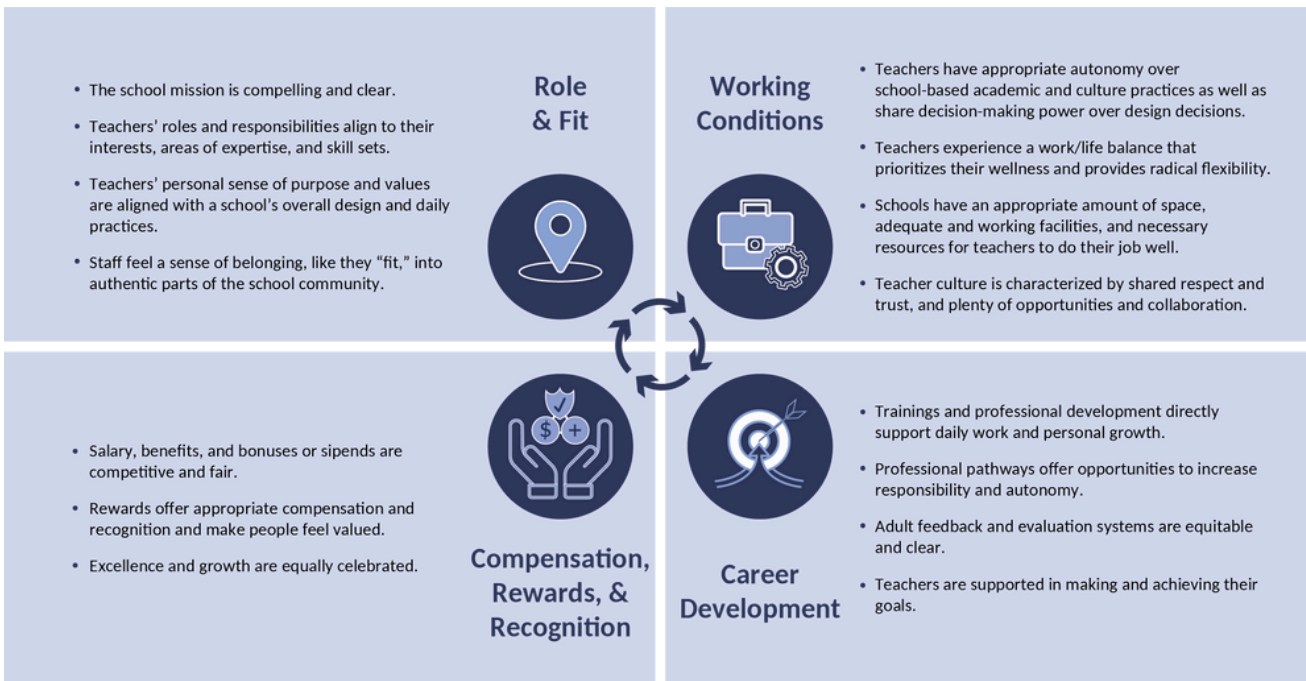 Role
& Fit
• The school mission is compelling and clear.
• Teachers’ roles and responsibilities align to their
interests, areas of expertise, and skill sets.
• Teachers’ personal sense of purpose and values
are aligned with a school’s overall design and daily
practices.
• Staff feel a sense of belonging, like they “fit,” into
authentic parts of the school community.
Working
Conditions
• Teachers have appropriate autonomy over
school-based academic and culture practices as well as
share decision-making power over design decisions.
• Teachers experience a work/life balance that
prioritizes their wellness and provides radical flexibility.
• Schools have an appropriate amount of space,
adequate and working facilities, and necessary
resources for teachers to do their job well.
• Teacher culture is characterized by shared respect and
trust, and plenty of opportunities and collaboration.
• Salary, benefits, and bonuses or sipends are
competitive and fair.
• Rewards offer appropriate compensation and
recognition and make people feel valued.
• Excellence and growth are equally celebrated.
$ +
Compensation,
Rewards, &
Recognition
Career
Development
• Trainings and professional development directly
support daily work and personal growth.
• Professional pathways offer opportunities to increase
responsibility and autonomy.
• Adult feedback and evaluation systems are equitable
and clear.
• Teachers are supported in making and achieving their
goals.